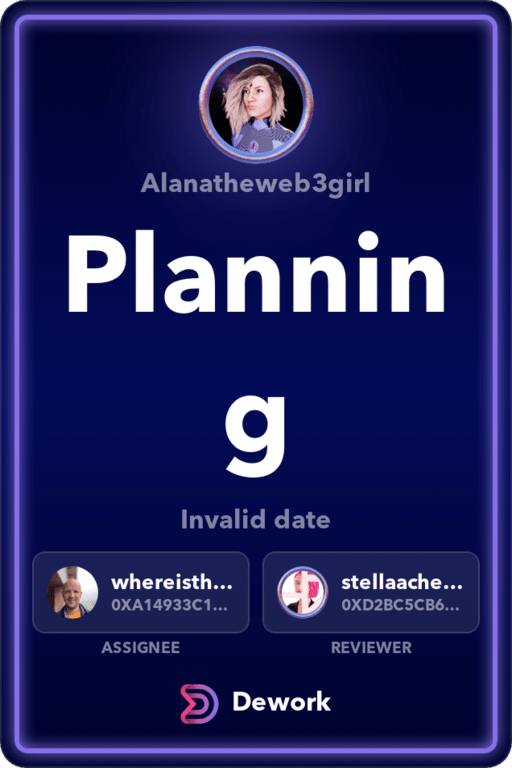 Alanatheweb3girl
Plannin
g
Invalid date
whereisth... stellaache...
0XA14933C1... 0XD2BC5CB6...
ASSIGNEE REVIEWER
Dework